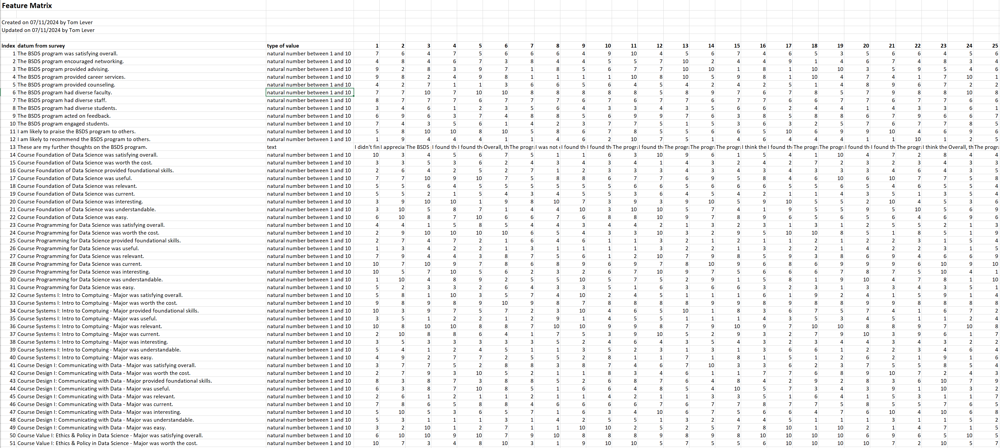 Feature Matrix
Created on 07/11/2024 by Tom Lever
Updated on 07/11/2024 by Tom Lever
index datum from survey type of value 1 2 3 4 5 6 7 8 9 10 11 12 13 14 15 16 17 18 19 20 21 22 23 24 25
1 The BSDS program was satisfying overall. natural number between 1 and 10 7 6 4 7 5 6 6 6 4 9 10 4 5 6 7 4 6 5 3 5 6 6 4 5 6
2 The BSDS program encouraged networking. natural number between 1 and 10 4 8 4 6 7 3 8 4 4 5 5 7 10 2 4 4 9 1 4 6 7 4 8 3 4
3 The BSDS program provided advising. natural number between 1 and 10 9 2 8 3 9 7 1 8 5 6 7 7 10 10 1 8 1 10 10 3 5 9 5 4 6
4 The BSDS program provided career services. natural number between 1 and 10 9 8 2 4 9 8 1 1 1 1 10 8 10 5 9 8 1 10 4 7 4 1 7 10 1
5 The BSDS program provided counseling. natural number between 1 and 10 4 2 7 1 1 3 6 6 5 6 4 5 4 2 4 2 5 1 4 8 9 6 7 2 2
6 The BSDS program had diverse faculty. natural number between 1 and 10 7 7 10 7 10 10 8 8 8 8 8 5 8 9 7 6 7 8 5 7 9 8 8 10 8
7 The BSDS program had diverse staff. natural number between 1 and 10 8 7 7 7 6 7 7 7 6 7 6 7 7 6 7 7 6 6 7 7 6 7 7 6 6
8 The BSDS program had diverse students. natural number between 1 and 10 3 4 6 1 2 3 5 6 4 3 3 4 3 5 6 6 2 4 4 1 4 3 3 6 1
9 The BSDS program acted on feedback. natural number between 1 and 10 6 9 6 3 7 4 8 8 5 6 9 9 7 6 3 8 5 8 8 6 7 9 6 6 7
10 The BSDS program engaged students. natural number between 1 and 10 7 4 3 5 6 1 4 2 3 7 7 5 1 5 3 6 3 2 5 7 6 7 7 8 5
11 I am likely to praise the BSDS program to others. natural number between 1 and 10 5 8 10 10 8 10 5 8 6 7 8 5 5 6 6 5 10 6 9 9 10 4 6 9 6
12 I am likely to recommend the BSDS program to others. natural number between 1 and 10 1 9 4 4 4 1 1 4 6 2 10 7 5 1 4 6 4 4 4 1 1 10 1 2 5
13 These are my further thoughts on the BSDS program. text I didn't fin I apprecia The BSDS I found th I found th Overall, th The progra I was not I found th I found th The progra I found th The progra The progra The progra I think the I found th The progra The progra I found th I found th The progra I think the Overall, th The progra
14 Course Foundation of Data Science was satisfying overall. natural number between 1 and 10 10 3 4 5 6 7 5 1 1 6 3 10 9 6 1 5 4 1 10 4 7 2 8 4 4
15 Course Foundation of Data Science was worth the cost. natural number between 1 and 10 3 3 5 3 6 2 4 3 4 3 4 1 4 3 2 4 2 7 2 3 2 3 4 3 3
16 Course Foundation of Data Science provided foundational skills. natural number between 1 and 10 2 6 4 2 5 2 7 1 2 3 3 3 4 3 4 3 4 3 3 3 4 6 4 3 5
17 Course Foundation of Data Science was useful. natural number between 1 and 10 7 7 10 9 10 7 5 8 8 6 7 7 6 9 5 8 4 6 10 6 10 7 7 5 8
18 Course Foundation of Data Science was relevant. natural number between 1 and 10 5 5 6 4 5 5 5 5 5 5 6 6 5 6 6 6 5 5 6 5 4 6 5 5 4
19 Course Foundation of Data Science was current. natural number between 1 and 10 5 5 2 1 5 4 3 4 5 5 3 6 4 5 4 2 1 1 4 3 5 1 3 5 4
20 Course Foundation of Data Science was interesting. natural number between 1 and 10 3 9 10 10 1 9 8 10 7 3 9 3 9 10 5 9 10 5 5 2 10 4 5 3 6
21 Course Foundation of Data Science was understandable. natural number between 1 and 10 3 10 5 8 7 1 4 4 10 3 10 10 5 7 4 1 9 5 5 9 5 10 5 6 9
22 Course Foundation of Data Science was easy. natural number between 1 and 10 6 10 8 7 10 6 6 7 6 8 8 10 9 7 8 9 6 5 6 5 6 4 6 9 6
23 Course Programming for Data Science was satisfying overall. natural number between 1 and 10 4 4 1 5 8 5 4 4 3 4 4 2 1 3 2 3 1 3 1 2 5 5 2 1 3
24 Course Programming for Data Science was worth the cost. natural number between 1 and 10 2 9 10 10 10 10 6 5 4 3 3 10 3 2 9 5 10 10 8 5 1 8 5 1 9
25 Course Programming for Data Science provided foundational skills. natural number between 1 and 10 2 7 4 7 2 1 6 4 6 1 1 3 2 1 2 1 1 2 1 2 2 3 1 5 4
26 Course Programming for Data Science was useful. natural number between 1 and 10 1 3 4 2 2 1 3 1 1 1 1 3 2 2 1 3 2 2 1 4 2 2 3 1 5
27 Course Programming for Data Science was relevant. natural number between 1 and 10 7 9 4 4 3 8 7 5 6 1 2 10 7 9 8 5 9 3 8 6 9 4 6 6 9
28 Course Programming for Data Science was current. natural number between 1 and 10 10 7 10 9 7 8 6 8 9 6 9 7 8 10 9 6 8 6 9 9 9 6 10 9 10
29 Course Programming for Data Science was interesting. natural number between 1 and 10 10 5 7 10 5 6 2 3 2 6 7 10 9 7 5 6 6 6 7 8 7 5 10 4 1
30 Course Programming for Data Science was understandable. natural number between 1 and 10 1 10 4 8 9 2 5 5 10 5 7 5 2 9 1 5 8 1 9 10 4 7 8 1 10
31 Course Programming for Data Science was easy. natural number between 1 and 10 5 2 3 3 2 6 4 3 3 5 1 6 3 6 6 3 2 3 1 3 3 4 3 5 1
32 Course Systems I: Intro to Comptuing - Major was satisfying overall. natural number between 1 and 10 5 8 1 10 3 5 7 4 10 2 4 5 1 1 1 6 1 9 2 4 1 5 9 1 4
33 Course Systems I: Intro to Comptuing - Major was worth the cost. natural number between 1 and 10 9 8 9 8 9 10 9 8 7 8 8 8 8 9 9 8 9 8 8 9 9 8 8 8 8
34 Course Systems I: Intro to Comptuing - Major provided foundational skills. natural number between 1 and 10 10 3 9 7 5 7 2 3 10 4 6 5 10 1 8 3 6 7 5 7 4 1 6 7 2
35 Course Systems I: Intro to Comptuing - Major was useful. natural number between 1 and 10 3 5 1 2 2 1 2 9 1 4 5 5 1 1 1 4 3 5 3 4 5 1 1 2 4
36 Course Systems I: Intro to Comptuing - Major was relevant. natural number between 1 and 10 10 8 10 10 8 8 7 10 10 9 9 8 7 9 10 9 7 10 10 8 8 9 7 10 8
37 Course Systems I: Intro to Comptuing - Major was current. natural number between 1 and 10 2 10 8 8 6 4 1 7 5 3 9 10 5 2 9 3 2 7 9 10 3 9 6 1 7
38 Course Systems I: Intro to Comptuing - Major was interesting. natural number between 1 and 10 3 5 3 3 3 3 3 5 2 4 6 4 3 5 4 3 2 3 4 4 3 4 3 2 2
39 Course Systems I: Intro to Comptuing - Major was understandable. natural number between 1 and 10 5 4 1 2 4 5 1 1 3 5 2 3 1 3 1 3 6 6 1 2 2 3 4 6 4
40 Course Systems I: Intro to Comptuing - Major was easy. natural number between 1 and 10 4 9 2 7 7 2 5 5 2 8 1 1 7 1 8 1 5 1 2 6 2 1 9 1 6
41 Course Design I: Communicating with Data - Major was satisfying overall. natural number between 1 and 10 3 7 7 5 2 8 8 3 8 7 4 6 7 10 3 3 6 2 3 7 5 5 8 5 4
42 Course Design I: Communicating with Data - Major was worth the cost. natural number between 1 and 10 2 7 9 3 10 5 2 1 1 8 3 4 6 1 1 7 7 6 8 9 10 7 2 4 3
43 Course Design I: Communicating with Data - Major provided foundational skills. natural number between 1 and 10 8 3 8 7 3 8 8 5 2 6 8 7 6 4 8 4 2 9 2 8 3 6 10 7 9
44 Course Design I: Communicating with Data - Major was useful. natural number between 1 and 10 6 3 8 7 10 8 5 1 6 6 4 8 5 4 10 5 7 3 4 3 9 1 10 3 2
45 Course Design I: Communicating with Data - Major was relevant. natural number between 1 and 10 2 6 1 2 1 1 2 1 1 4 2 1 1 3 3 5 1 6 4 1 5 3 1 1 7
46 Course Design I: Communicating with Data - Major was current. natural number between 1 and 10 7 8 6 5 8 8 4 6 6 6 6 7 6 7 7 8 7 7 5 8 5 5 7 6 5
47 Course Design I: Communicating with Data - Major was interesting. natural number between 1 and 10 5 10 5 3 6 5 7 1 6 3 4 10 6 7 5 6 6 4 7 6 10 4 10 6 8
48 Course Design I: Communicating with Data - Major was understandable. natural number between 1 and 10 5 3 1 1 1 3 1 4 2 5 5 1 3 2 4 4 5 1 1 1 3 1 1 5 2
49 Course Design I: Communicating with Data - Major was easy. natural number between 1 and 10 3 2 10 1 2 7 1 1 10 10 2 5 2 5 7 8 10 1 10 2 1 4 7 1 5
50 Course Value I: Ethics & Policy in Data Science - Major was satisfying overall. natural number between 1 and 10 6 10 10 9 10 7 9 10 8 8 8 9 8 9 8 10 10 10 10 6 9 6 5 10 5
51 Course Value I: Ethics & Policy in Data Science - Major was worth the cost. natural number between 1 and 10 10 7 3 4 8 10 3 1 9 10 10 5 7 5 5 6 10 10 10 10 7 2 10 5 7